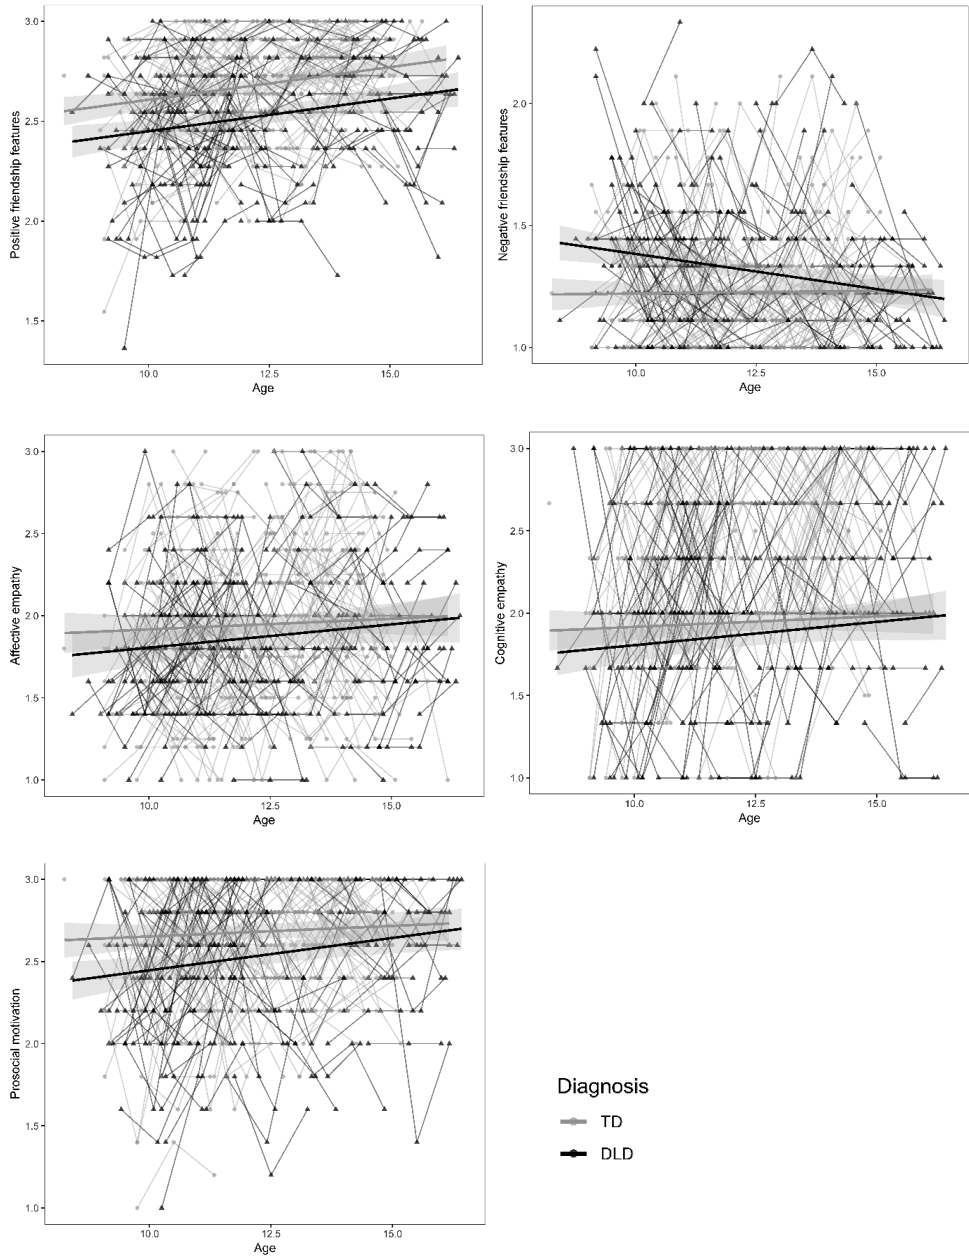 Positive friendship features
3.0
2.5
2.0
1.5
10.0 12.5 15.0
Age
Negative friendship features
2.0
1.5
1.0
10.0 12.5 15.0
Age
Affective empathy
3.0
2.5
2.0
1.5
1.0
10.0 12.5 15.0
Age
Cognitive empathy
3.0
2.5
2.0
1.5
1.0
10.0 12.5 15.0
Age
Prosocial motivation
3.0
2.5
2.0
1.5
1.0
10.0 12.5 15.0
Age
Diagnosis
TD
DLD